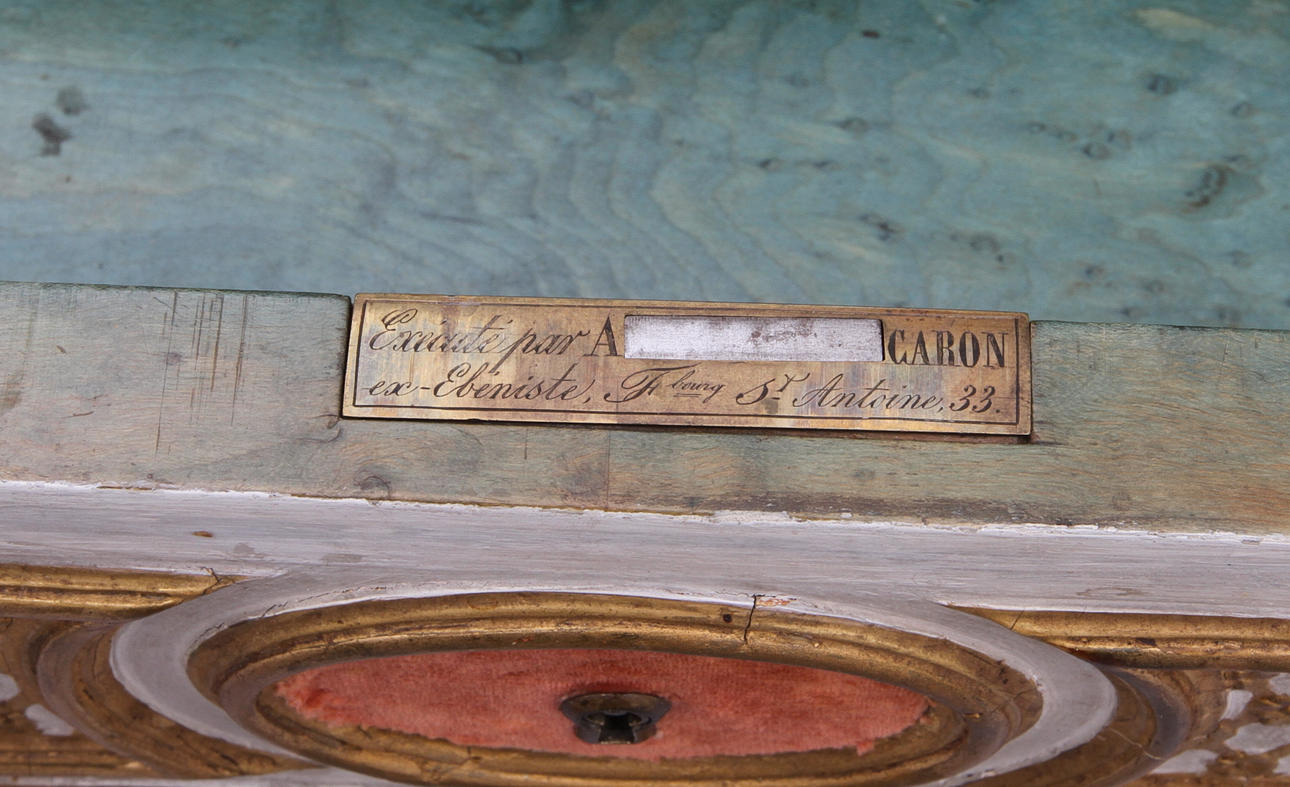 Exécuté par A CARON
ex-Ebéniste, Fbourg St Antoine, 33.